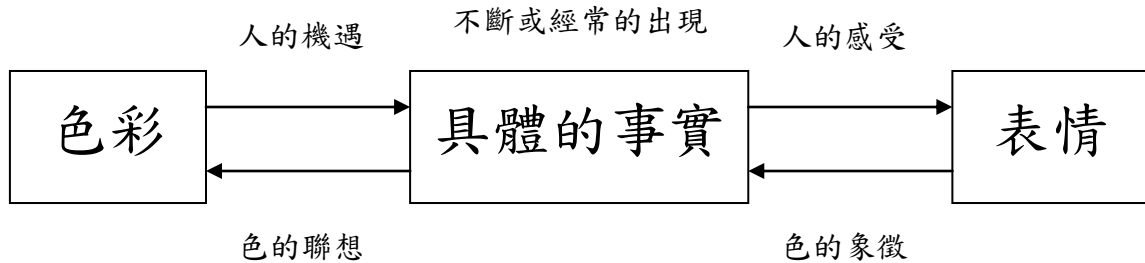 不斷或經常的出現
人的機遇
人的感受
色彩
具體的事實
表情
色的聯想
色的象徵